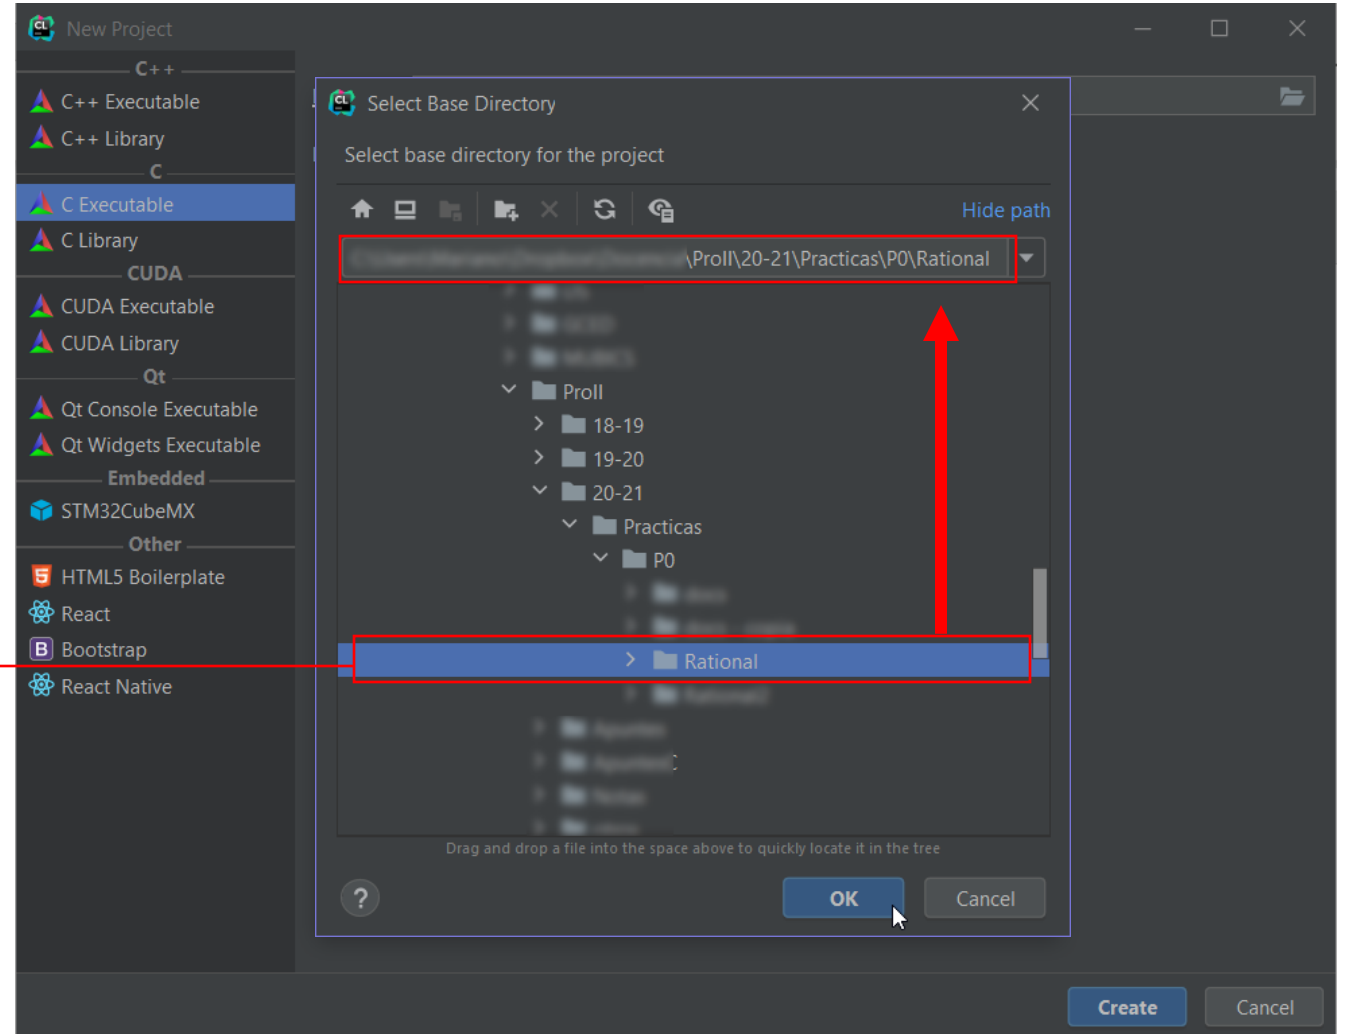 New Project
C++
C++ Executable
C++ Library
C
C Executable
C Library
CUDA
CUDA Executable
CUDA Library
Qt
Qt Console Executable
Qt Widgets Executable
Embedded
STM32CubeMX
Other
HTML5 Boilerplate
React
Bootstrap
React Native
Select Base Directory
Select base directory for the project
Hide path
\ProII\20-21\Practicas\P0\Rational
ProII
18-19
19-20
20-21
Practicas
P0
Rational
Drag and drop a file into the space above to quickly locate it in the tree
?
OK
Cancel
Create
Cancel